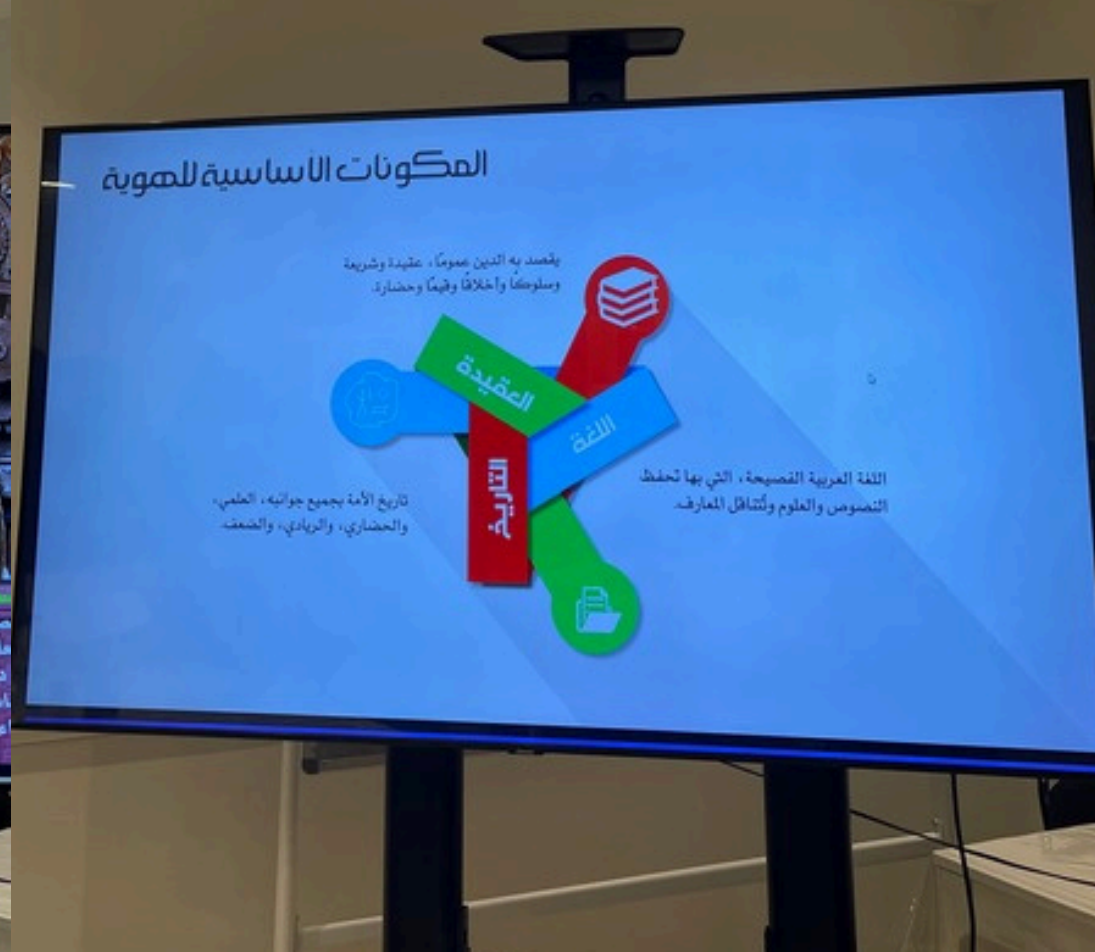 المكونات الأساسية للهوية
يقصد به الدين عمومًا، عقيدة وشريعة
وسلوكًا وأخلاقًا وقيمًا وحضارة.
العقيدة
اللغة
التاريخ
اللغة العربية الفصيحة، التي بها تُحفظ
النصوص والعلوم وتُتناقل المعارف.
تاريخ الأمة بجميع جوانبه، العلمي،
والحضاري، والريادي، والضعف.